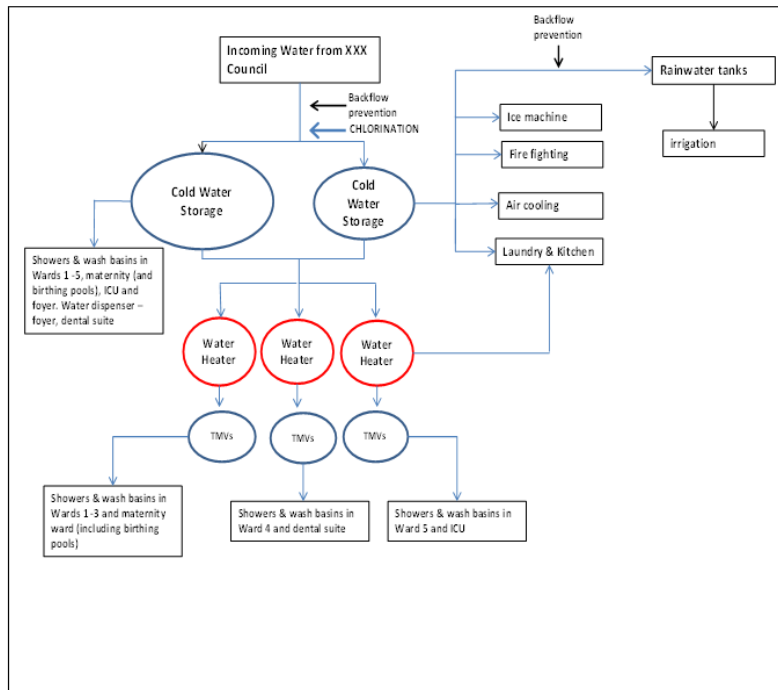 Backflow
prevention
Incoming Water from XXX
Council
Rainwater tanks
Backflow
prevention
CHLORINATION
Ice machine
irrigation
Fire fighting
Cold Water
Storage
Cold
Water
Storage
Air cooling
Laundry & Kitchen
Showers & wash basins in
Wards 1 -5, maternity (and
birthing pools), ICU and
foyer. Water dispenser –
foyer, dental suite
Water
Heater
Water
Heater
Water
Heater
TMVs
TMVs
TMVs
Showers & wash basins in
Wards 1 -3 and maternity
ward (including birthing
pools)
Showers & wash basins in
Ward 4 and dental suite
Showers & wash basins in
Ward 5 and ICU